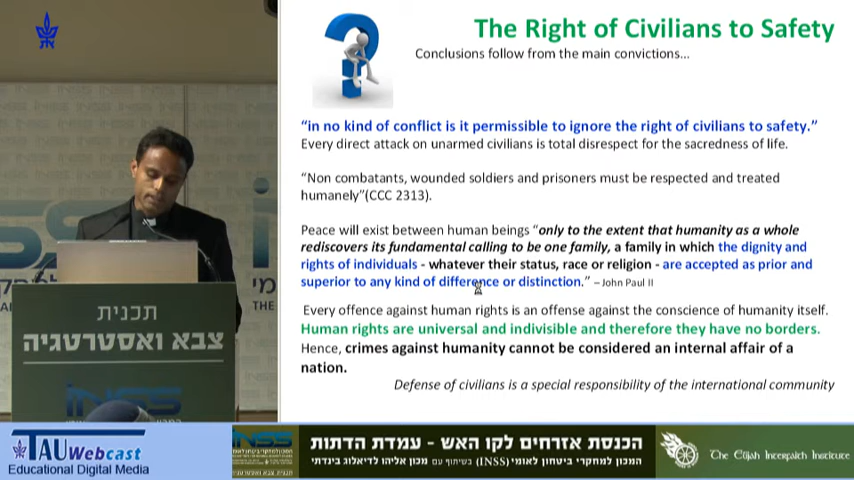 The Right of Civilians to Safety
Conclusions follow from the main convictions...
“in no kind of conflict is it permissible to ignore the right of civilians to safety.”
Every direct attack on unarmed civilians is total disrespect for the sacredness of life.
“Non combatants, wounded soldiers and prisoners must be respected and treated
humanely”(CCC 2313).
Peace will exist between human beings “only to the extent that humanity as a whole
rediscovers its fundamental calling to be one family, a family in which the dignity and
rights of individuals - whatever their status, race or religion - are accepted as prior and
superior to any kind of difference or distinction.” – John Paul II
Every offence against human rights is an offense against the conscience of humanity itself.
Human rights are universal and indivisible and therefore they have no borders.
Hence, crimes against humanity cannot be considered an internal affair of a
nation.
Defense of civilians is a special responsibility of the international community
INSS
THE
תכנית
צבא ואסטרטגיה
INSS
TAU Webcast
Educational Digital Media
INSS
הכנסת אזרחים לקו האש - עמדת הדתות
המכון למחקרי ביטחון לאומי (INSS) בשיתוף עם מכון אליהו לדיאלוג בינדתי
The Elijah Interfaith Institute